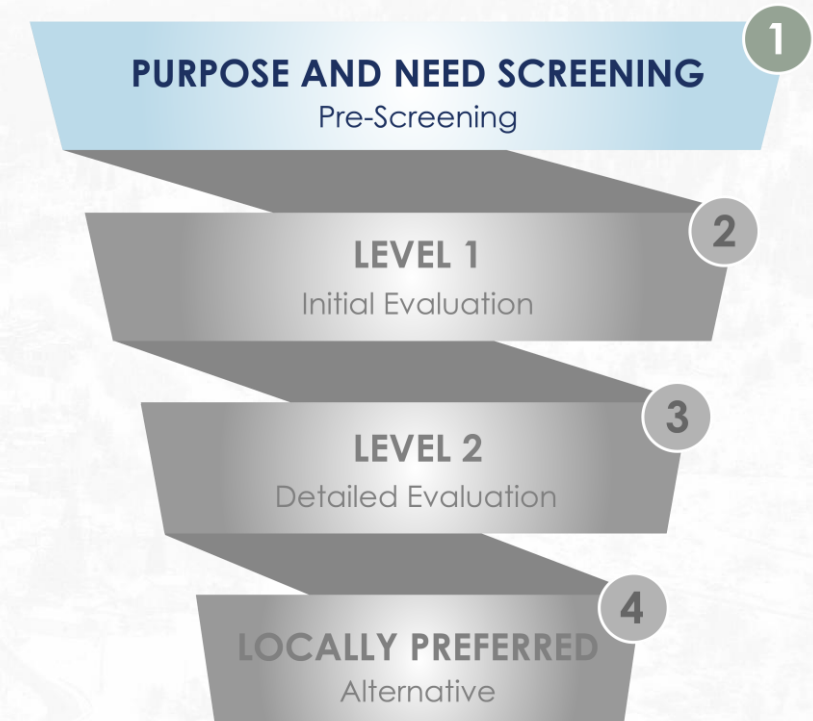 1
PURPOSE AND NEED SCREENING
Pre-Screening
2
LEVEL 1
Initial Evaluation
3
LEVEL 2
Detailed Evaluation
4
LOCALLY PREFERRED
Alternative